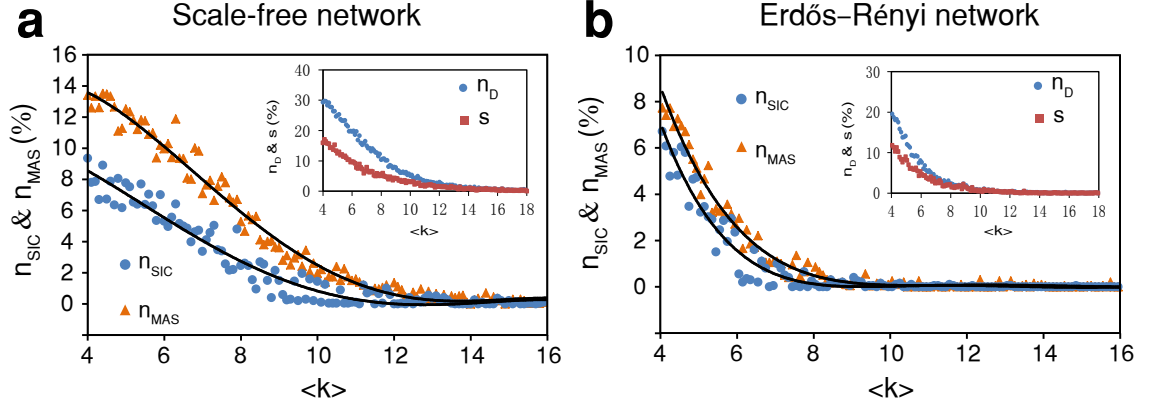 a Scale-free network
n_SIC & n_MAS (%)
16
14
12
10
8
6
4
2
0
4 6 8 10 12 14 16
<k>
n_SIC
n_MAS
n_D & s (%)
40
30
20
10
0
4 6 8 10 12 14 16 18
<k>
n_D
s
b Erdős–Rényi network
n_SIC & n_MAS (%)
10
8
6
4
2
0
4 6 8 10 12 14 16
<k>
n_SIC
n_MAS
n_D & s (%)
30
20
10
0
4 6 8 10 12 14 16 18
<k>
n_D
s